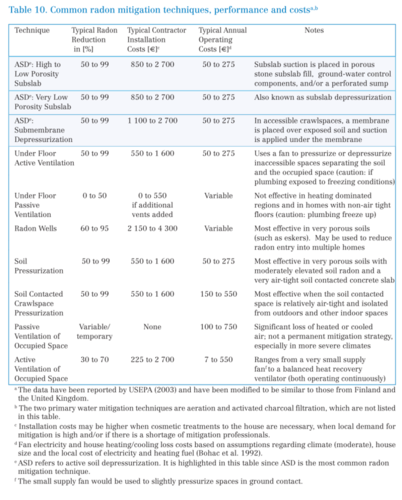 Table 10. Common radon mitigation techniques, performance and costsᵃ,ᵇ
Technique Typical Radon Typical Contractor Typical Annual Notes
Reduction Installation Operating
in [%] Costs [€]ᶜ Costs [€]ᵈ
ASDᵉ: High to 50 to 99 850 to 2 700 50 to 275 Subslab suction is placed in porous
Low Porosity stone subslab fill, ground-water control
Subslab components, and/or a perforated sump
ASDᵉ: Very Low 50 to 99 850 to 2 700 50 to 275 Also known as subslab depressurization
Porosity Subslab
ASDᵉ: 50 to 99 1 100 to 2 700 50 to 275 In accessible crawlspaces, a membrane
Submembrane is placed over exposed soil and suction
Depressurization is applied under the membrane
Under Floor 50 to 99 550 to 1 600 50 to 275 Uses a fan to pressurize or depressurize
Active Ventilation inaccessible spaces separating the soil
and the occupied space (caution: if
plumbing exposed to freezing conditions)
Under Floor 0 to 50 0 to 550 Variable Not effective in heating dominated
Passive if additional regions and in homes with non-air tight
Ventilation vents added floors (caution: plumbing freeze up)
Radon Wells 60 to 95 2 150 to 4 300 Variable Most effective in very porous soils
(such as eskers). May be used to reduce
radon entry into multiple homes
Soil 50 to 99 550 to 1 600 50 to 275 Most effective in very porous soils with
Pressurization moderately elevated soil radon and a
very air-tight soil contacted concrete slab
Soil Contacted 50 to 99 550 to 1 600 150 to 550 Most effective when the soil contacted
Crawlspace space is relatively air-tight and isolated
Pressurization from outdoors and other indoor spaces
Passive Variable/ None 100 to 750 Significant loss of heated or cooled
Ventilation of temporary air; not a permanent mitigation strategy,
Occupied Space especially in more severe climates
Active 30 to 70 225 to 2 700 7 to 550 Ranges from a very small supply
Ventilation of fanᶠ to a balanced heat recovery
Occupied Space ventilator (both operating continuously)
ᵃ The data have been reported by USEPA (2003) and have been modified to be similar to those from Finland and
the United Kingdom.
ᵇ The two primary water mitigation techniques are aeration and activated charcoal filtration, which are not listed
in this table.
ᶜ Installation costs may be higher when cosmetic treatments to the house are necessary, when local demand for
mitigation is high and/or if there is a shortage of mitigation professionals.
ᵈ Fan electricity and house heating/cooling loss costs based on assumptions regarding climate (moderate), house
size and the local cost of electricity and heating fuel (Bohac et al. 1992).
ᵉ ASD refers to active soil depressurization. It is highlighted in this table since ASD is the most common radon
mitigation technique.
ᶠ The small supply fan would be used to slightly pressurize spaces in ground contact.